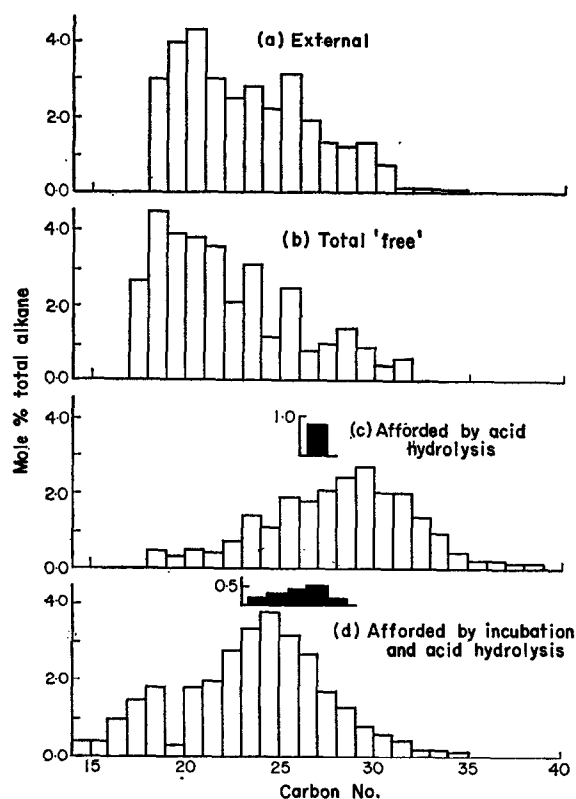 4·0
(a) External
2·0
0·0
4·0
(b) Total 'free'
2·0
0·0
Mole % total alkane
1·0
4·0
(c) Afforded by acid
hydrolysis
2·0
0·0
0·5
4·0
(d) Afforded by incubation
and acid hydrolysis
2·0
0·0
15 20 25 30 35 40
Carbon No.